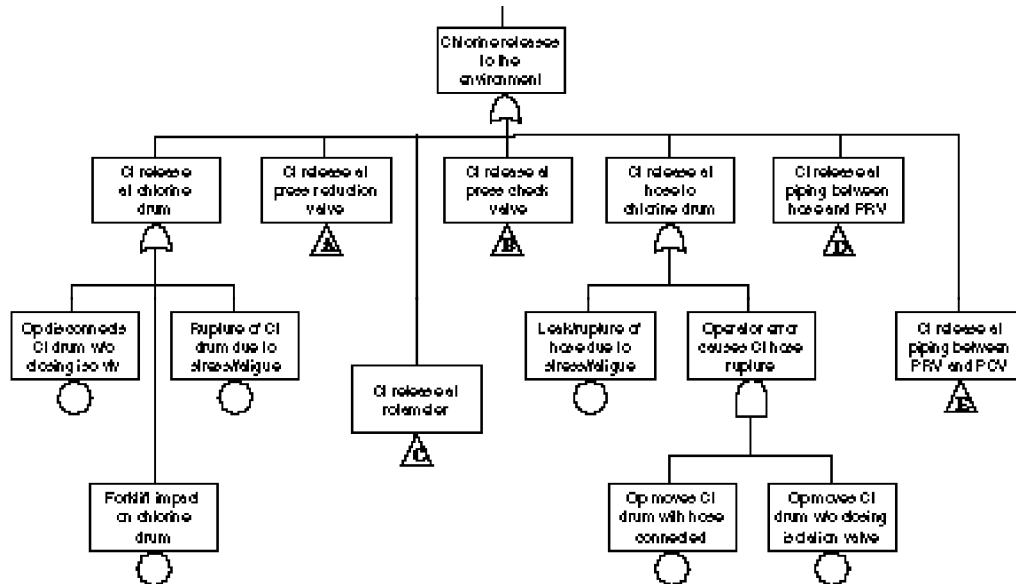 Chlorine releases
to the
environment
Cl release
at chlorine
drum
Cl release at
press reduction
valve
Cl release at
press check
valve
Cl release at
hose to
chlorine drum
Cl release at
piping between
hose and PRV
A
B
D
Op disconnects
Cl drum w/o
closing iso vlv
Rupture of Cl
drum due to
stress/fatigue
Cl release at
rotameter
C
Leak/rupture of
hose due to
stress/fatigue
Operator error
causes Cl hose
rupture
Cl release at
piping between
PRV and PCV
E
Forklift impact
on chlorine
drum
Op moves Cl
drum with hose
connected
Op moves Cl
drum w/o closing
isolation valve